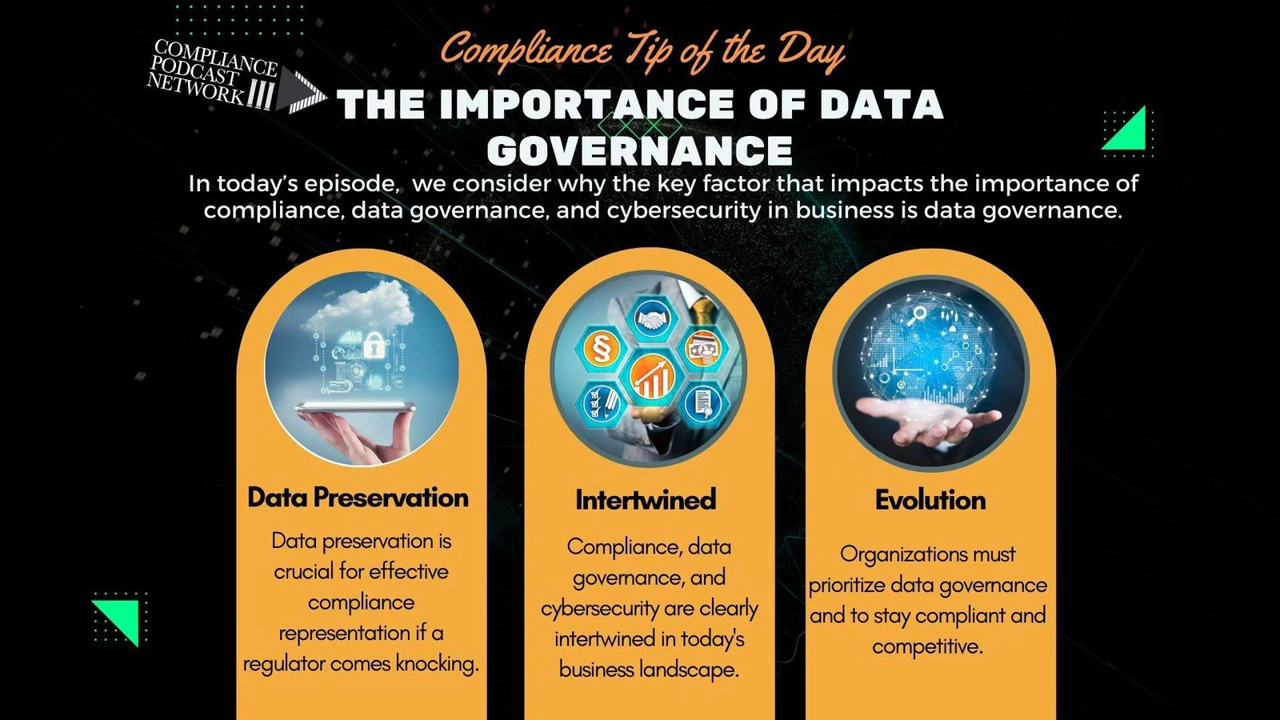 Compliance Tip of the Day
COMPLIANCE
PODCAST
NETWORK
THE IMPORTANCE OF DATA
GOVERNANCE
In today's episode,  we consider why the key factor that impacts the importance of
compliance, data governance, and cybersecurity in business is data governance.
§
Data Preservation
Data preservation is
crucial for effective
compliance
representation if a
regulator comes knocking.
Intertwined
Compliance, data
governance, and
cybersecurity are clearly
intertwined in today's
business landscape.
Evolution
Organizations must
prioritize data governance
and to stay compliant and
competitive.